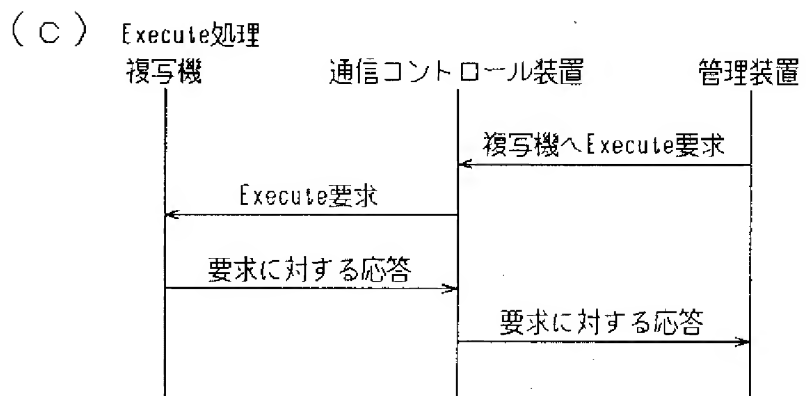 (c) Execute処理
複写機 通信コントロール装置 管理装置
複写機へExecute要求
Execute要求
要求に対する応答
要求に対する応答